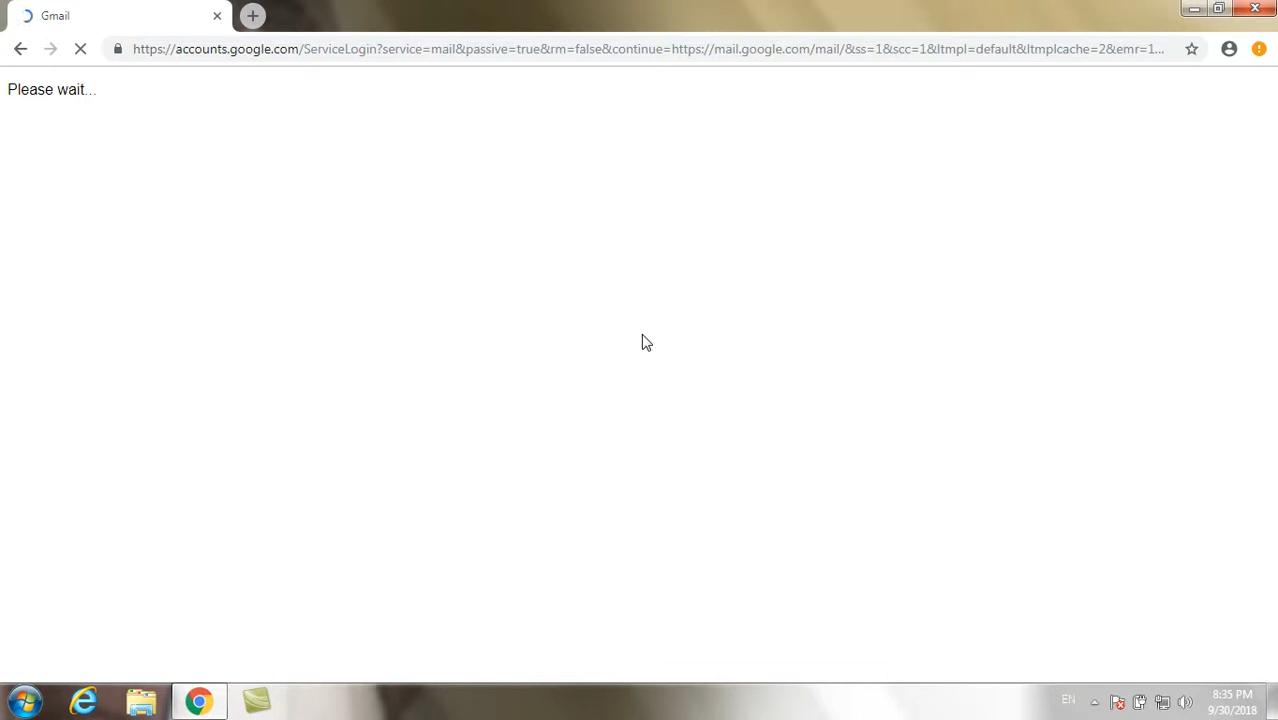 Gmail
https://accounts.google.com/ServiceLogin?service=mail&passive=true&rm=false&continue=https://mail.google.com/mail/&ss=1&scc=1&ltmpl=default&ltmplcache=2&emr=1...
Please wait...
EN
8:35 PM
9/30/2018